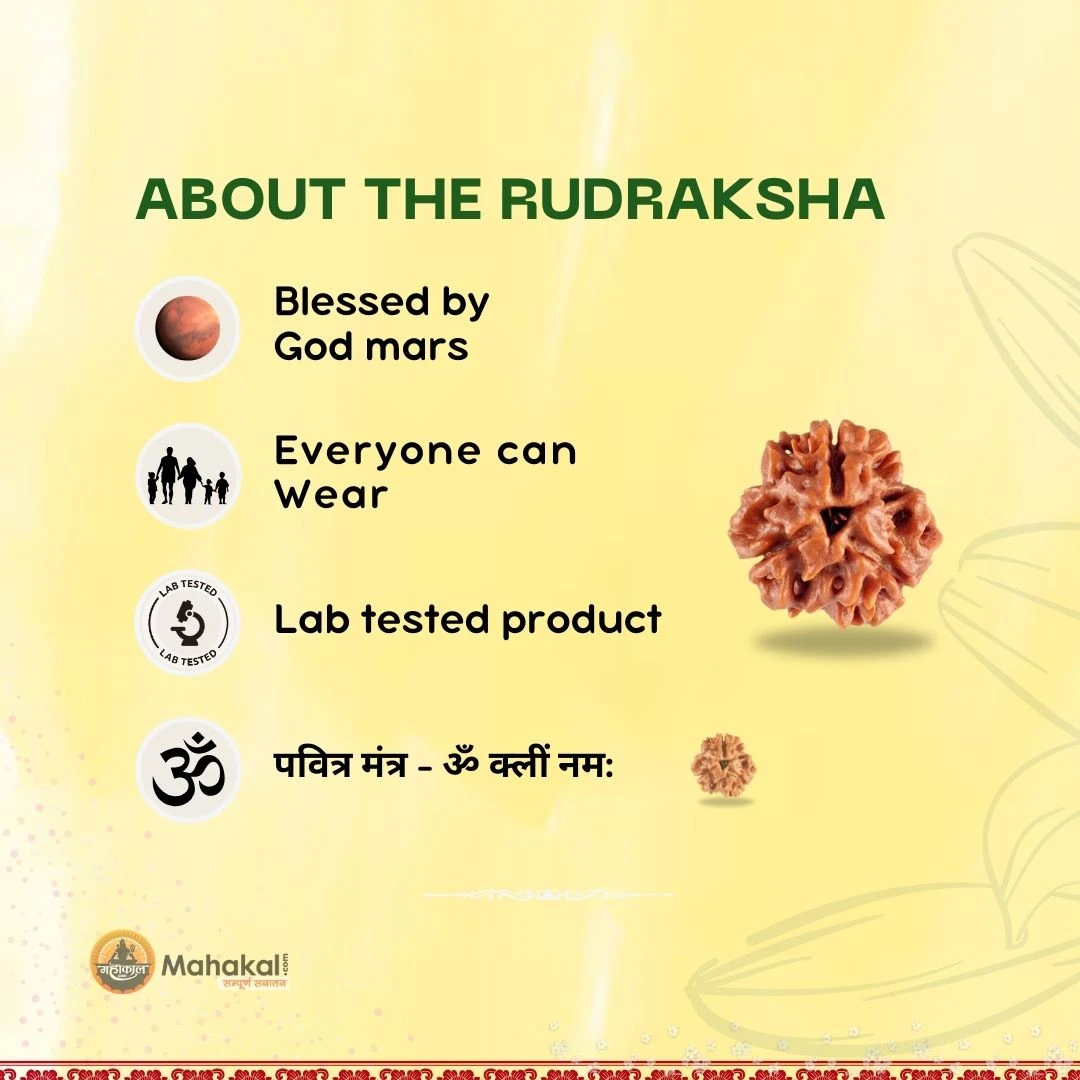 ABOUT THE RUDRAKSHA
Blessed by
God mars
Everyone can
Wear
LAB TESTED
LAB TESTED
Lab tested product
ॐ
पवित्र मंत्र - ॐ क्लीं नम:
महाकाल
Mahakal.com
सम्पूर्ण सनातन